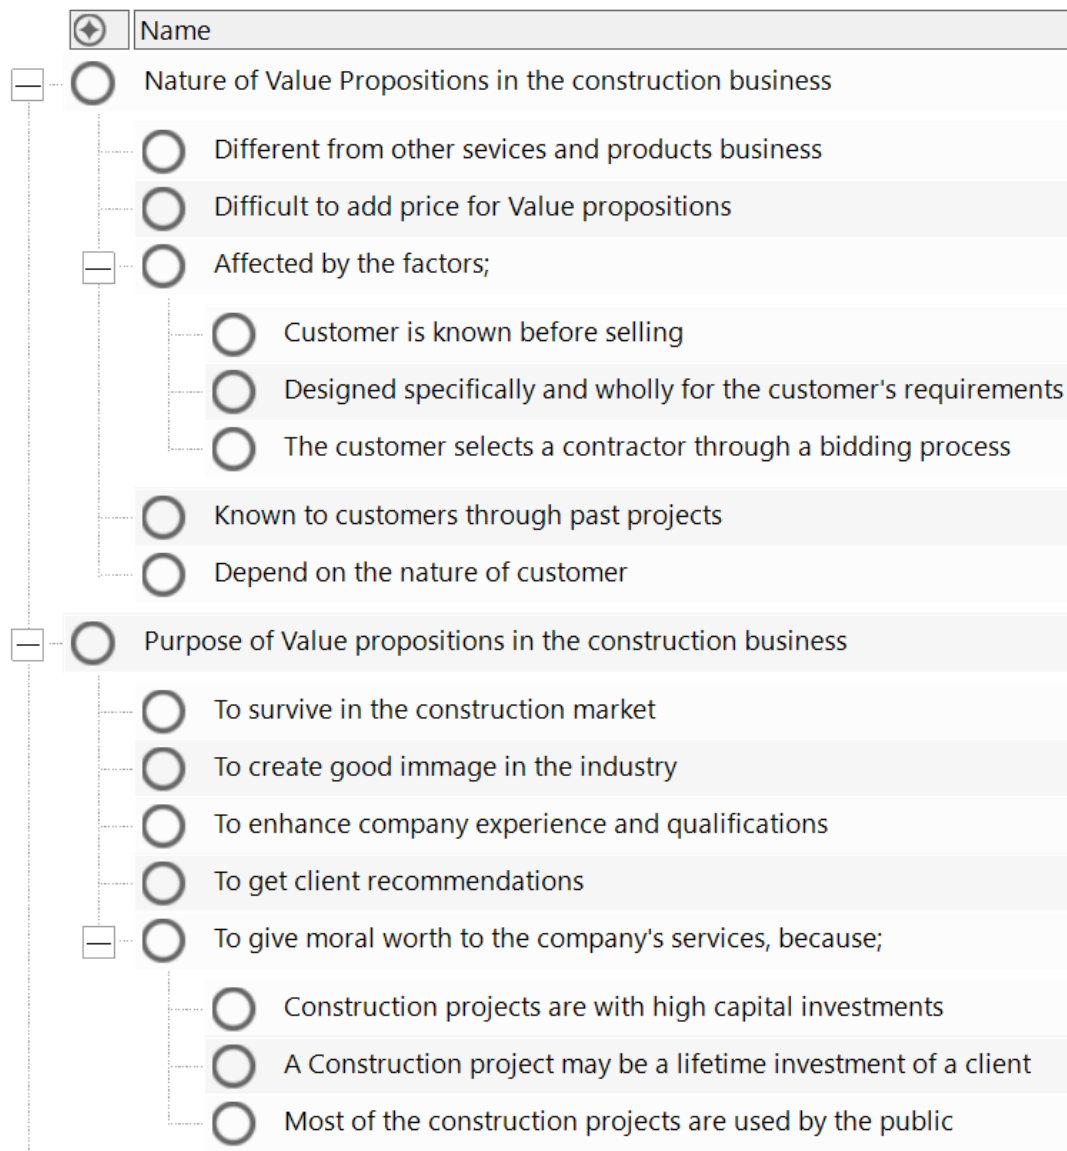 Name
Nature of Value Propositions in the construction business
Different from other sevices and products business
Difficult to add price for Value propositions
Affected by the factors;
Customer is known before selling
Designed specifically and wholly for the customer's requirements
The customer selects a contractor through a bidding process
Known to customers through past projects
Depend on the nature of customer
Purpose of Value propositions in the construction business
To survive in the construction market
To create good immage in the industry
To enhance company experience and qualifications
To get client recommendations
To give moral worth to the company's services, because;
Construction projects are with high capital investments
A Construction project may be a lifetime investment of a client
Most of the construction projects are used by the public